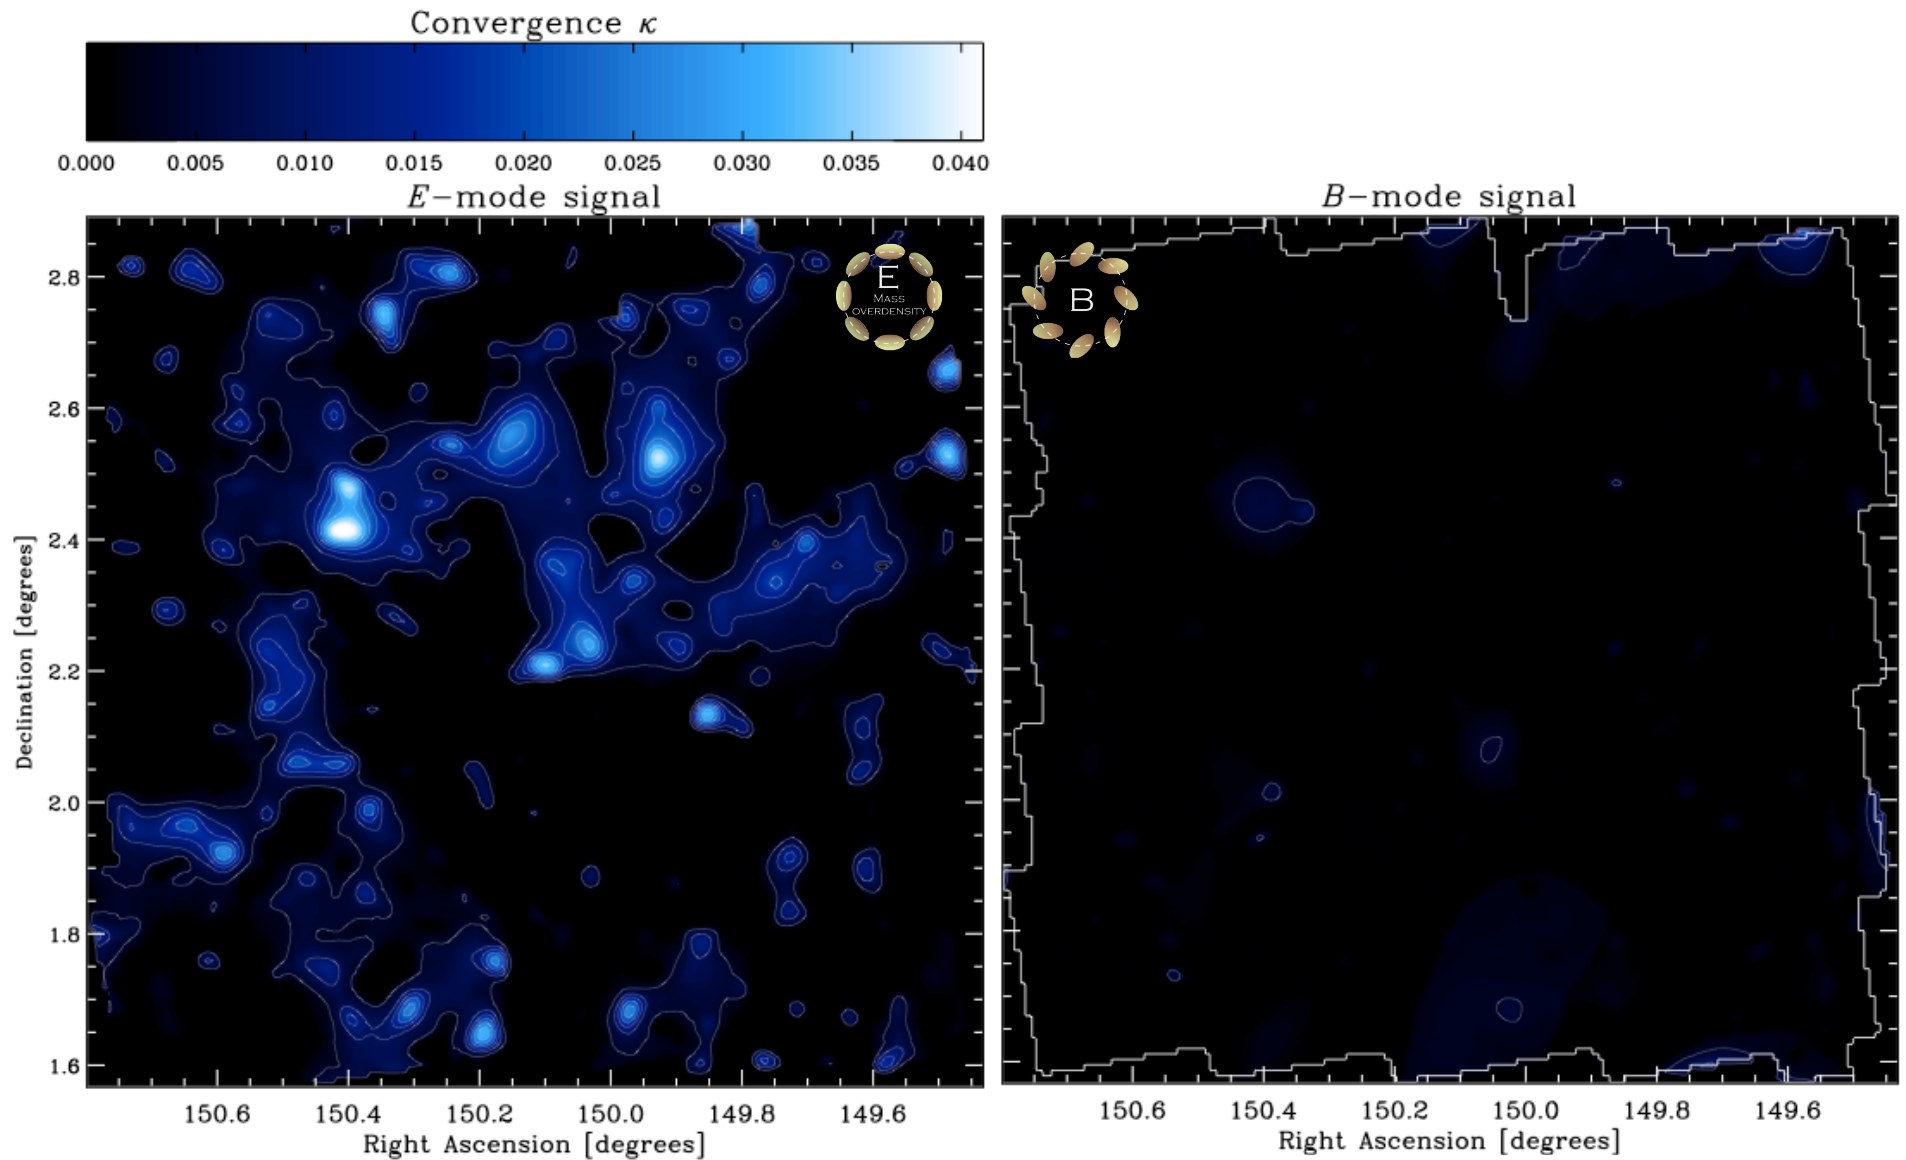 Convergence κ
0.000 0.005 0.010 0.015 0.020 0.025 0.030 0.035 0.040
E-mode signal
B-mode signal
E
MASS
OVERDENSITY
B
Declination [degrees]
2.8
2.6
2.4
2.2
2.0
1.8
1.6
150.6 150.4 150.2 150.0 149.8 149.6
Right Ascension [degrees]
150.6 150.4 150.2 150.0 149.8 149.6
Right Ascension [degrees]